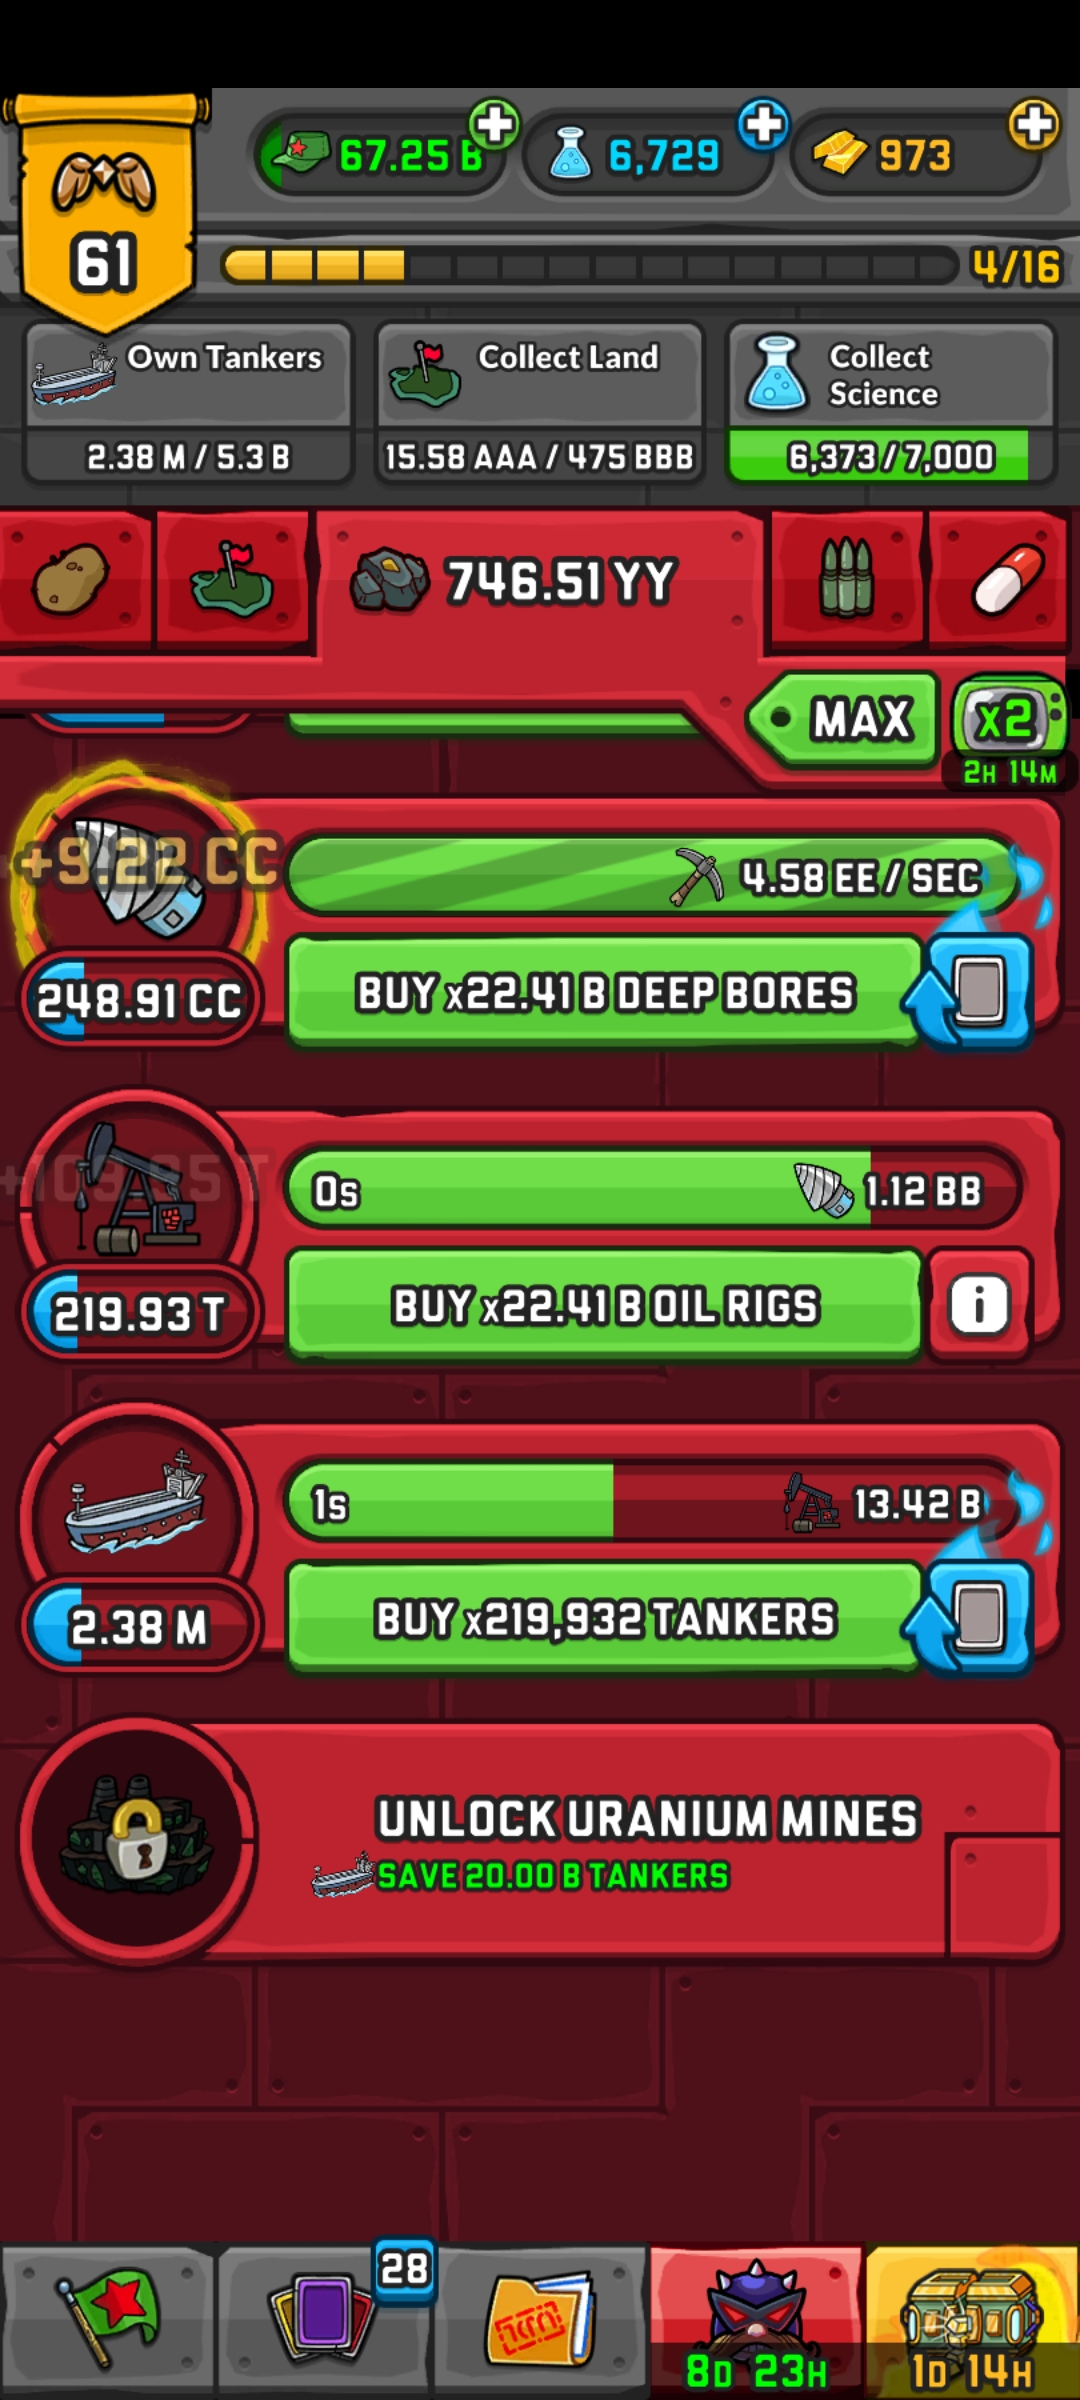 67.25 B
6,729
973
61
4/16
Own Tankers
2.38 M / 5.3 B
Collect Land
15.58 AAA / 475 BBB
Collect
Science
6,373 / 7,000
746.51 YY
MAX
x2
2H 14M
+9.22 CC
4.58 EE / SEC
248.91 CC
BUY x22.41 B DEEP BORES
+109.95 T
0s
1.12 BB
219.93 T
BUY x22.41 B OIL RIGS
i
1s
13.42 B
2.38 M
BUY x219,932 TANKERS
UNLOCK URANIUM MINES
SAVE 20.00 B TANKERS
28
8D 23H
1D 14H